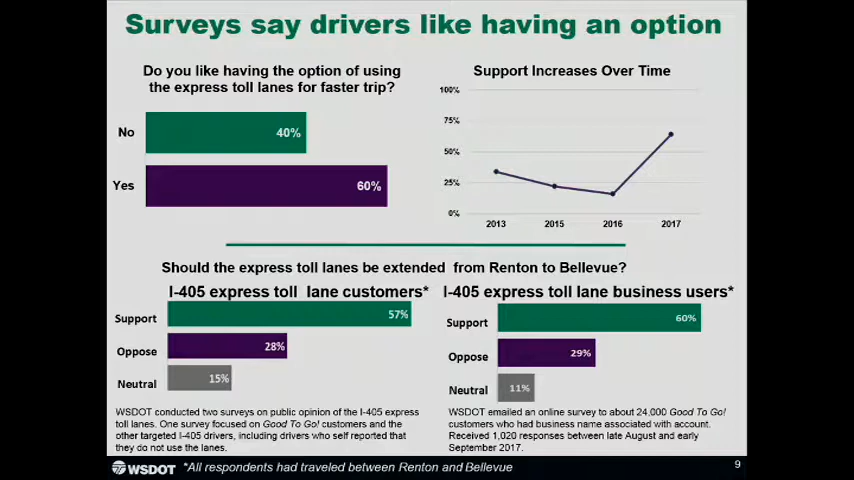 Surveys say drivers like having an option
Do you like having the option of using
the express toll lanes for faster trip?
No
40%
Yes
60%
Support Increases Over Time
100%
75%
50%
25%
0%
2013
2015
2016
2017
Should the express toll lanes be extended from Renton to Bellevue?
I-405 express toll lane customers*
Support
57%
Oppose
28%
Neutral
15%
WSDOT conducted two surveys on public opinion of the I-405 express
toll lanes. One survey focused on Good To Go! customers and the
other targeted I-405 drivers, including drivers who self reported that
they do not use the lanes.
I-405 express toll lane business users*
Support
60%
Oppose
29%
Neutral
11%
WSDOT emailed an online survey to about 24,000 Good To Go!
customers who had business name associated with account.
Received 1,020 responses between late August and early
September 2017.
WSDOT
*All respondents had traveled between Renton and Bellevue
9